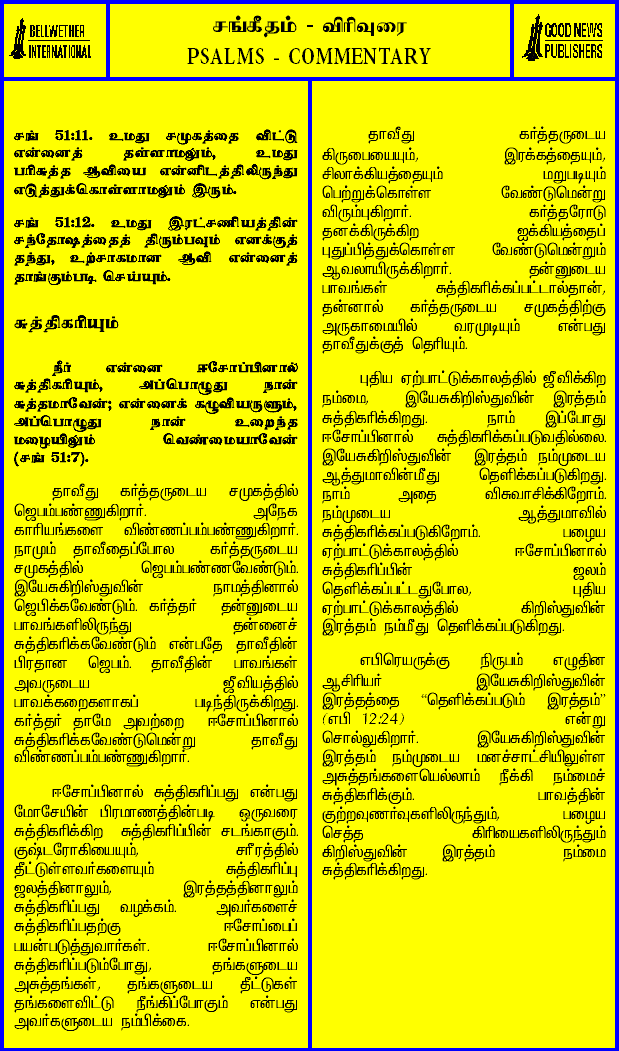 BELLWETHER
INTERNATIONAL
சங்கீதம் - விரிவுரை
PSALMS - COMMENTARY
GOOD NEWS
PUBLISHERS
சங் 51:11. உமது சமுகத்தை விட்டு
என்னைத் தள்ளாமலும், உமது
பரிசுத்த ஆவியை என்னிடத்திலிருந்து
எடுத்துக்கொள்ளாமலும் இரும்.
சங் 51:12. உமது இரட்சணியத்தின்
சந்தோஷத்தைத் திரும்பவும் எனக்குத்
தந்து, உற்சாகமான ஆவி என்னைத்
தாங்கும்படி செய்யும்.
சுத்திகரியும்
நீர் என்னை ஈசோப்பினால்
சுத்திகரியும், அப்பொழுது நான்
சுத்தமாவேன்; என்னைக் கழுவியருளும்,
அப்பொழுது நான் உறைந்த
மழையிலும் வெண்மையாவேன்
(சங் 51:7).
தாவீது கர்த்தருடைய சமுகத்தில்
ஜெபம்பண்ணுகிறார். அநேக
காரியங்களை விண்ணப்பம்பண்ணுகிறார்.
நாமும் தாவீதைப்போல கர்த்தருடைய
சமுகத்தில் ஜெபம்பண்ணவேண்டும்.
இயேசுகிறிஸ்துவின் நாமத்தினால்
ஜெபிக்கவேண்டும். கர்த்தர் தன்னுடைய
பாவங்களிலிருந்து தன்னைச்
சுத்திகரிக்கவேண்டும் என்பதே தாவீதின்
பிரதான ஜெபம். தாவீதின் பாவங்கள்
அவருடைய ஜீவியத்தில்
பாவக்கறைகளாகப் படிந்திருக்கிறது.
கர்த்தர் தாமே அவற்றை ஈசோப்பினால்
சுத்திகரிக்கவேண்டுமென்று தாவீது
விண்ணப்பம்பண்ணுகிறார்.
ஈசோப்பினால் சுத்திகரிப்பது என்பது
மோசேயின் பிரமாணத்தின்படி ஒருவரை
சுத்திகரிக்கிற சுத்திகரிப்பின் சடங்காகும்.
குஷ்டரோகியையும், சரீரத்தில்
தீட்டுள்ளவர்களையும் சுத்திகரிப்பு
ஜலத்தினாலும், இரத்தத்தினாலும்
சுத்திகரிப்பது வழக்கம். அவர்களைச்
சுத்திகரிப்பதற்கு ஈசோப்பைப்
பயன்படுத்துவார்கள். ஈசோப்பினால்
சுத்திகரிப்படும்போது, தங்களுடைய
அசுத்தங்கள், தங்களுடைய தீட்டுகள்
தங்களைவிட்டு நீங்கிப்போகும் என்பது
அவர்களுடைய நம்பிக்கை.
தாவீது கர்த்தருடைய
கிருபையையும், இரக்கத்தையும்,
சிலாக்கியத்தையும் மறுபடியும்
பெற்றுக்கொள்ள வேண்டுமென்று
விரும்புகிறார். கர்த்தரோடு
தனக்கிருக்கிற ஐக்கியத்தைப்
புதுப்பித்துக்கொள்ள வேண்டுமென்றும்
ஆவலாயிருக்கிறார். தன்னுடைய
பாவங்கள் சுத்திகரிக்கப்பட்டால்தான்,
தன்னால் கர்த்தருடைய சமுகத்திற்கு
அருகாமையில் வரமுடியும் என்பது
தாவீதுக்குத் தெரியும்.
புதிய ஏற்பாட்டுக்காலத்தில் ஜீவிக்கிற
நம்மை, இயேசுகிறிஸ்துவின் இரத்தம்
சுத்திகரிக்கிறது. நாம் இப்போது
ஈசோப்பினால் சுத்திகரிக்கப்படுவதில்லை.
இயேசுகிறிஸ்துவின் இரத்தம் நம்முடைய
ஆத்துமாவின்மீது தெளிக்கப்படுகிறது.
நாம் அதை விசுவாசிக்கிறோம்.
நம்முடைய ஆத்துமாவில்
சுத்திகரிக்கப்படுகிறோம். பழைய
ஏற்பாட்டுக்காலத்தில் ஈசோப்பினால்
சுத்திகரிப்பின் ஜலம்
தெளிக்கப்பட்டதுபோல, புதிய
ஏற்பாட்டுக்காலத்தில் கிறிஸ்துவின்
இரத்தம் நம்மீது தெளிக்கப்படுகிறது.
எபிரெயருக்கு நிருபம் எழுதின
ஆசிரியர் இயேசுகிறிஸ்துவின்
இரத்தத்தை “தெளிக்கப்படும் இரத்தம்”
(எபி 12:24) என்று
சொல்லுகிறார். இயேசுகிறிஸ்துவின்
இரத்தம் நம்முடைய மனச்சாட்சியிலுள்ள
அசுத்தங்களையெல்லாம் நீக்கி நம்மைச்
சுத்திகரிக்கும். பாவத்தின்
குற்றவுணர்வுகளிலிருந்தும், பழைய
செத்த கிரியைகளிலிருந்தும்
கிறிஸ்துவின் இரத்தம் நம்மை
சுத்திகரிக்கிறது.